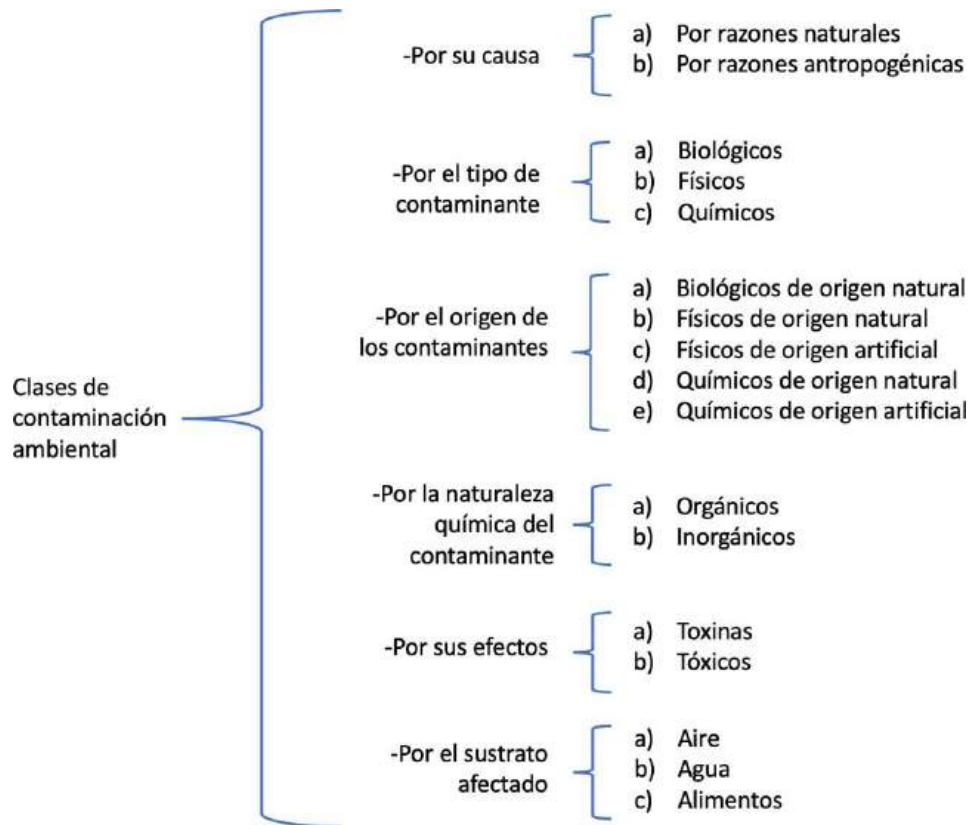 Clases de
contaminación
ambiental
-Por su causa
a) Por razones naturales
b) Por razones antropogénicas
-Por el tipo de
contaminante
a) Biológicos
b) Físicos
c) Químicos
-Por el origen de
los contaminantes
a) Biológicos de origen natural
b) Físicos de origen natural
c) Físicos de origen artificial
d) Químicos de origen natural
e) Químicos de origen artificial
-Por la naturaleza
química del
contaminante
a) Orgánicos
b) Inorgánicos
-Por sus efectos
a) Toxinas
b) Tóxicos
-Por el sustrato
afectado
a) Aire
b) Agua
c) Alimentos